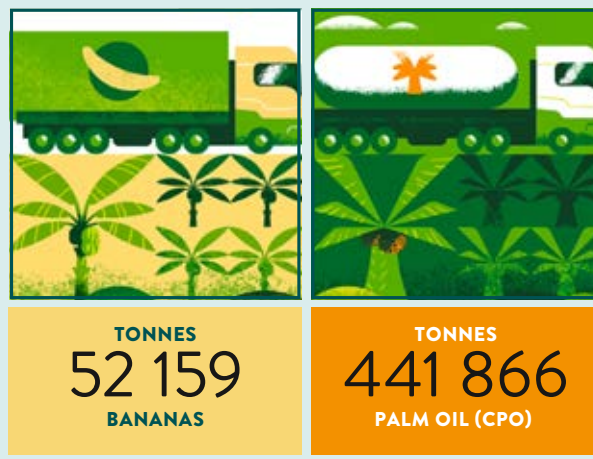 TONNES
52 159
BANANAS
TONNES
441 866
PALM OIL (CPO)